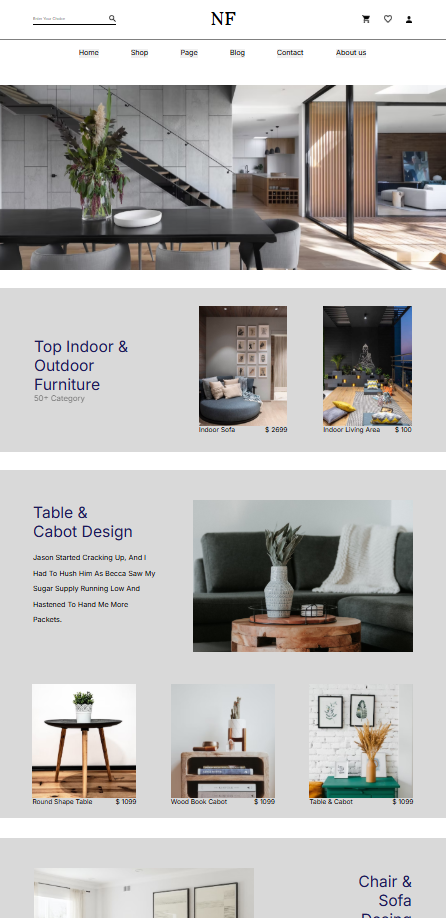 Enter Your Choice
NF
Home Shop Page Blog Contact About us
Top Indoor &
Outdoor
Furniture
50+ Category
Indoor Sofa $ 2699
Indoor Living Area $ 100
Table &
Cabot Design
Jason Started Cracking Up, And I
Had To Hush Him As Becca Saw My
Sugar Supply Running Low And
Hastened To Hand Me More
Packets.
Round Shape Table $ 1099
Wood Book Cabot $ 1099
Table & Cabot $ 1099
Chair &
Sofa